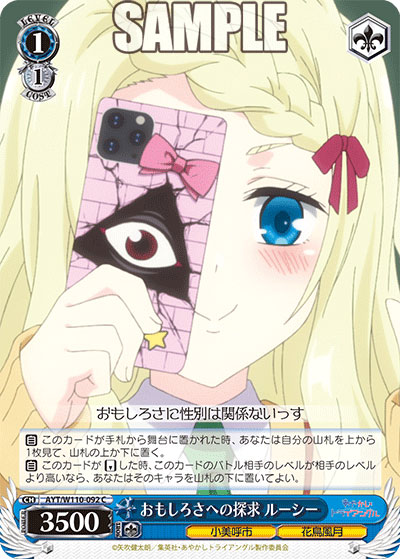 SAMPLE
LEVEL
1
1
COST
おもしろさに性別は関係ないっす
自 このカードが手札から舞台に置かれた時、あなたは自分の山札を上から
1枚見て、山札の上か下に置く。
自 このカードが【】した時、このカードのバトル相手のレベルが相手のレベル
より高いなら、あなたはそのキャラを山札の下に置いてよい。
CH AYT/W110-092 C
おもしろさへの探求 ルーシー
あやかしトライアングル
3500
小美呼市
花鳥風月
©矢吹健太朗／集英社・あやかしトライアングル製作委員会